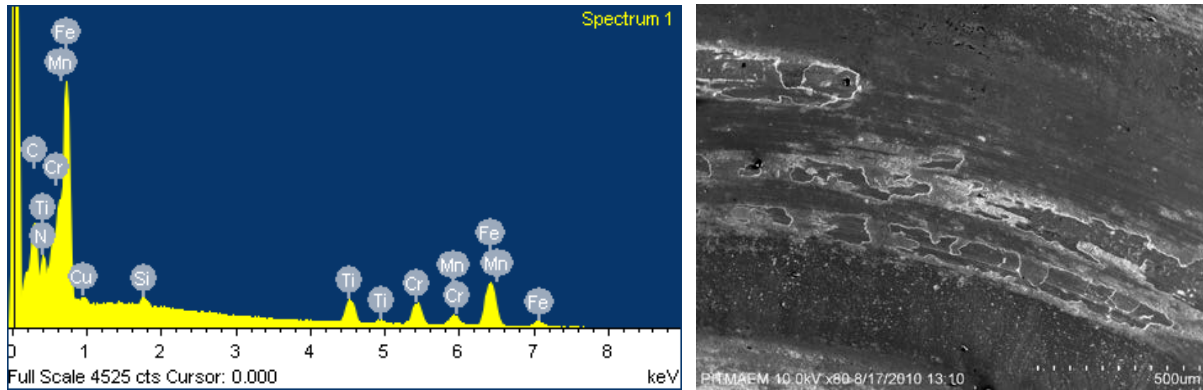 Spectrum 1
Fe
Mn
C
Cr
Ti
N
Cu
Si
Ti
Ti
Cr
Mn
Cr
Fe
Mn
Fe
0 1 2 3 4 5 6 7 8
Full Scale 4525 cts Cursor: 0.000 keV
10.0kV x80 8/17/2010 13:10 500um